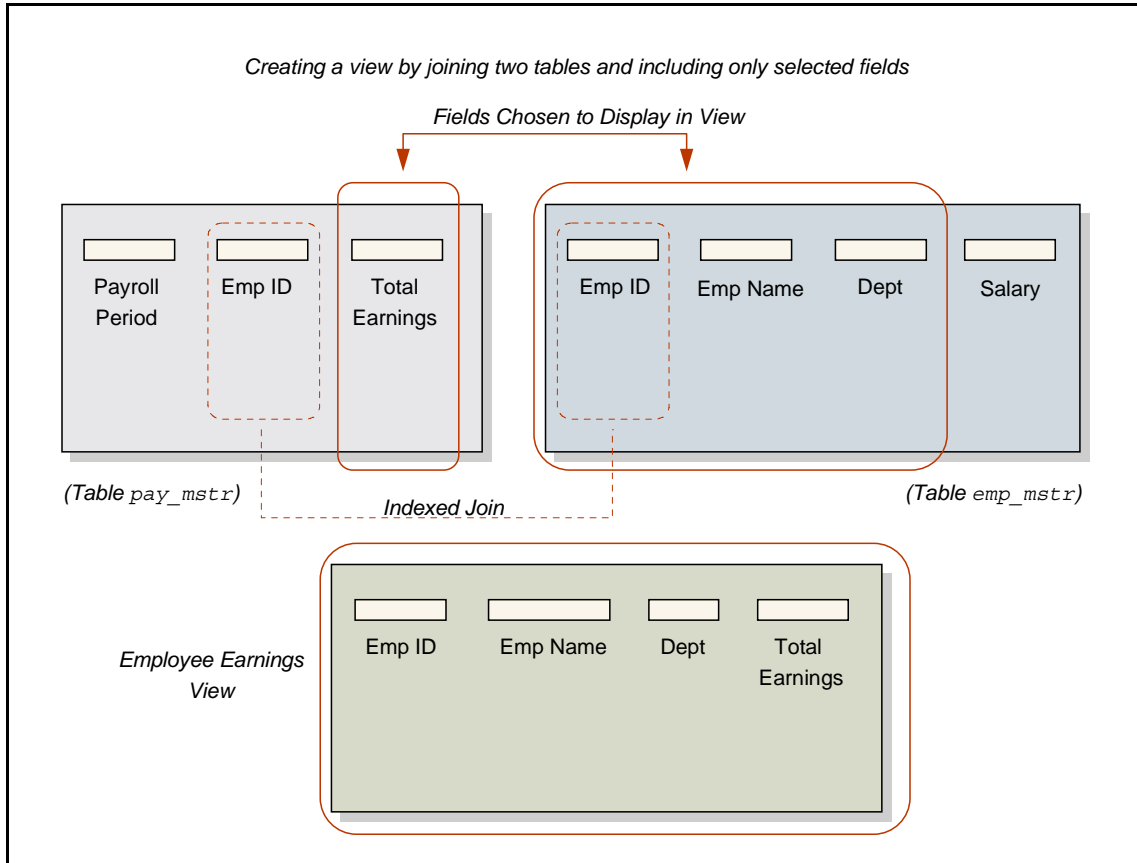 Creating a view by joining two tables and including only selected fields
Fields Chosen to Display in View
Payroll
Period
Emp ID
Total
Earnings
Emp ID
Emp Name
Dept
Salary
(Table pay_mstr)
Indexed Join
(Table emp_mstr)
Employee Earnings
View
Emp ID
Emp Name
Dept
Total
Earnings